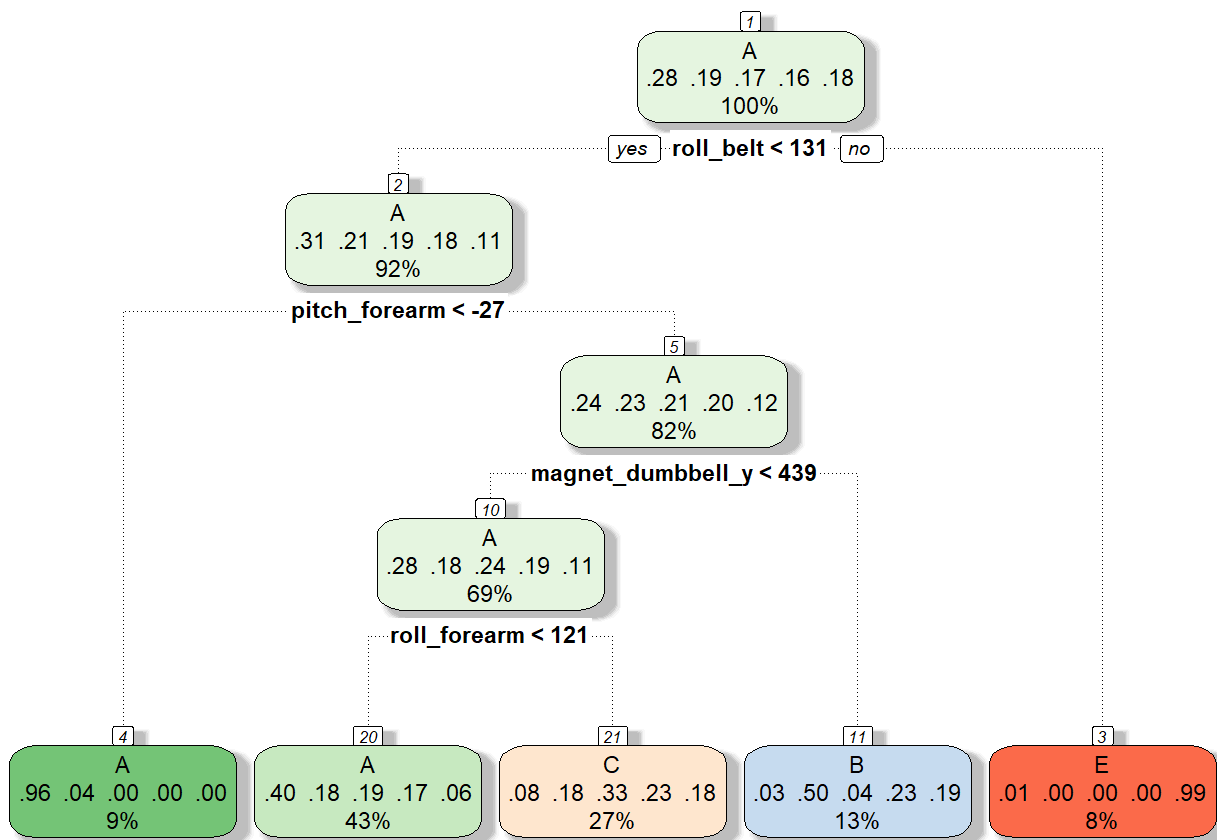 1
A
.28 .19 .17 .16 .18
100%
yes roll_belt < 131 no
2
A
.31 .21 .19 .18 .11
92%
pitch_forearm < -27
5
A
.24 .23 .21 .20 .12
82%
magnet_dumbbell_y < 439
10
A
.28 .18 .24 .19 .11
69%
roll_forearm < 121
4
A
.96 .04 .00 .00 .00
9%
20
A
.40 .18 .19 .17 .06
43%
21
C
.08 .18 .33 .23 .18
27%
11
B
.03 .50 .04 .23 .19
13%
3
E
.01 .00 .00 .00 .99
8%